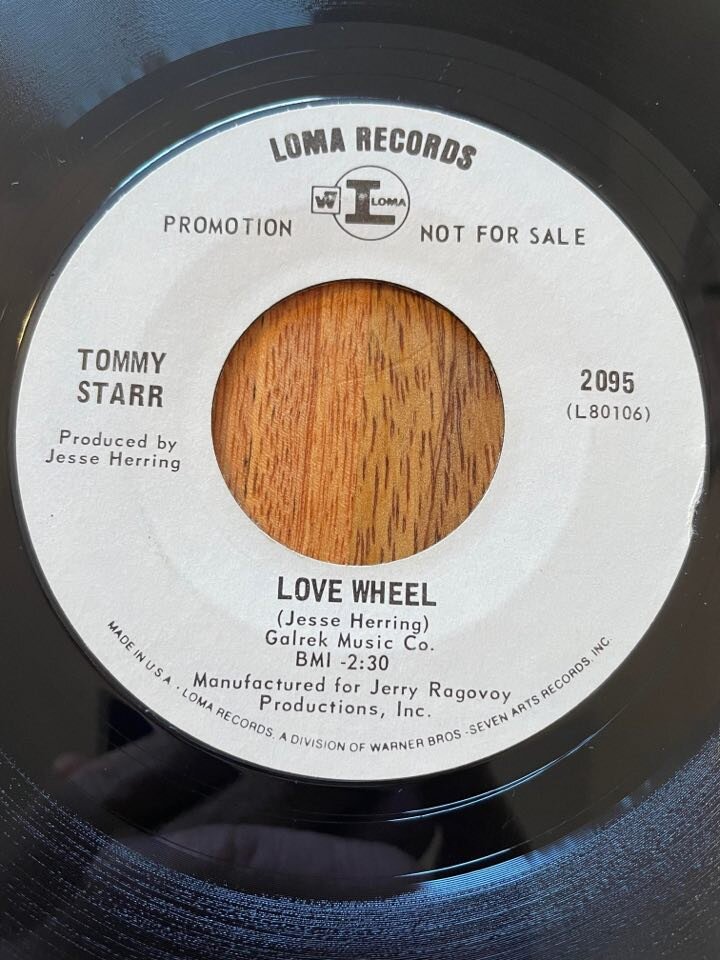 LOMA RECORDS
W7 L LOMA
PROMOTION NOT FOR SALE
TOMMY
STARR
Produced by
Jesse Herring
2095
(L80106)
LOVE WHEEL
(Jesse Herring)
Galrek Music Co.
BMI -2:30
Manufactured for Jerry Ragovoy
Productions, Inc.
MADE IN U.S.A. · LOMA RECORDS, A DIVISION OF WARNER BROS.-SEVEN ARTS RECORDS, INC.